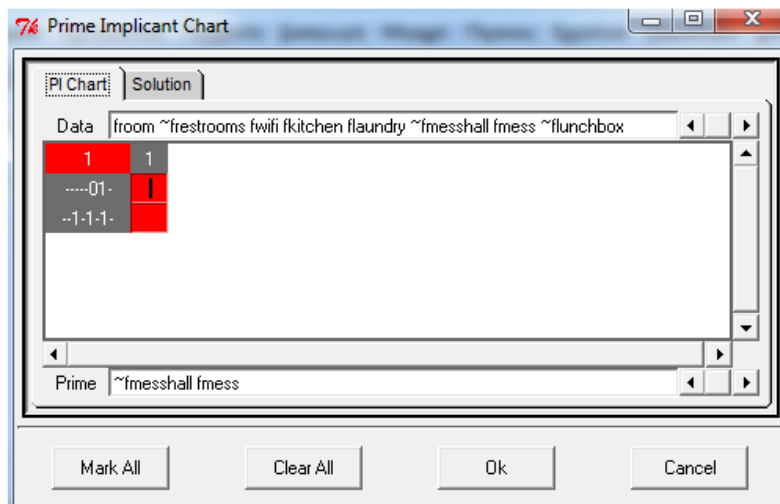 Prime Implicant Chart
PI Chart Solution
Data froom ~frestrooms fwifi fkitchen flaundry ~fmesshall fmess ~flunchbox
1 1
-----01-
--1-1-1-
Prime ~fmesshall fmess
Mark All Clear All Ok Cancel